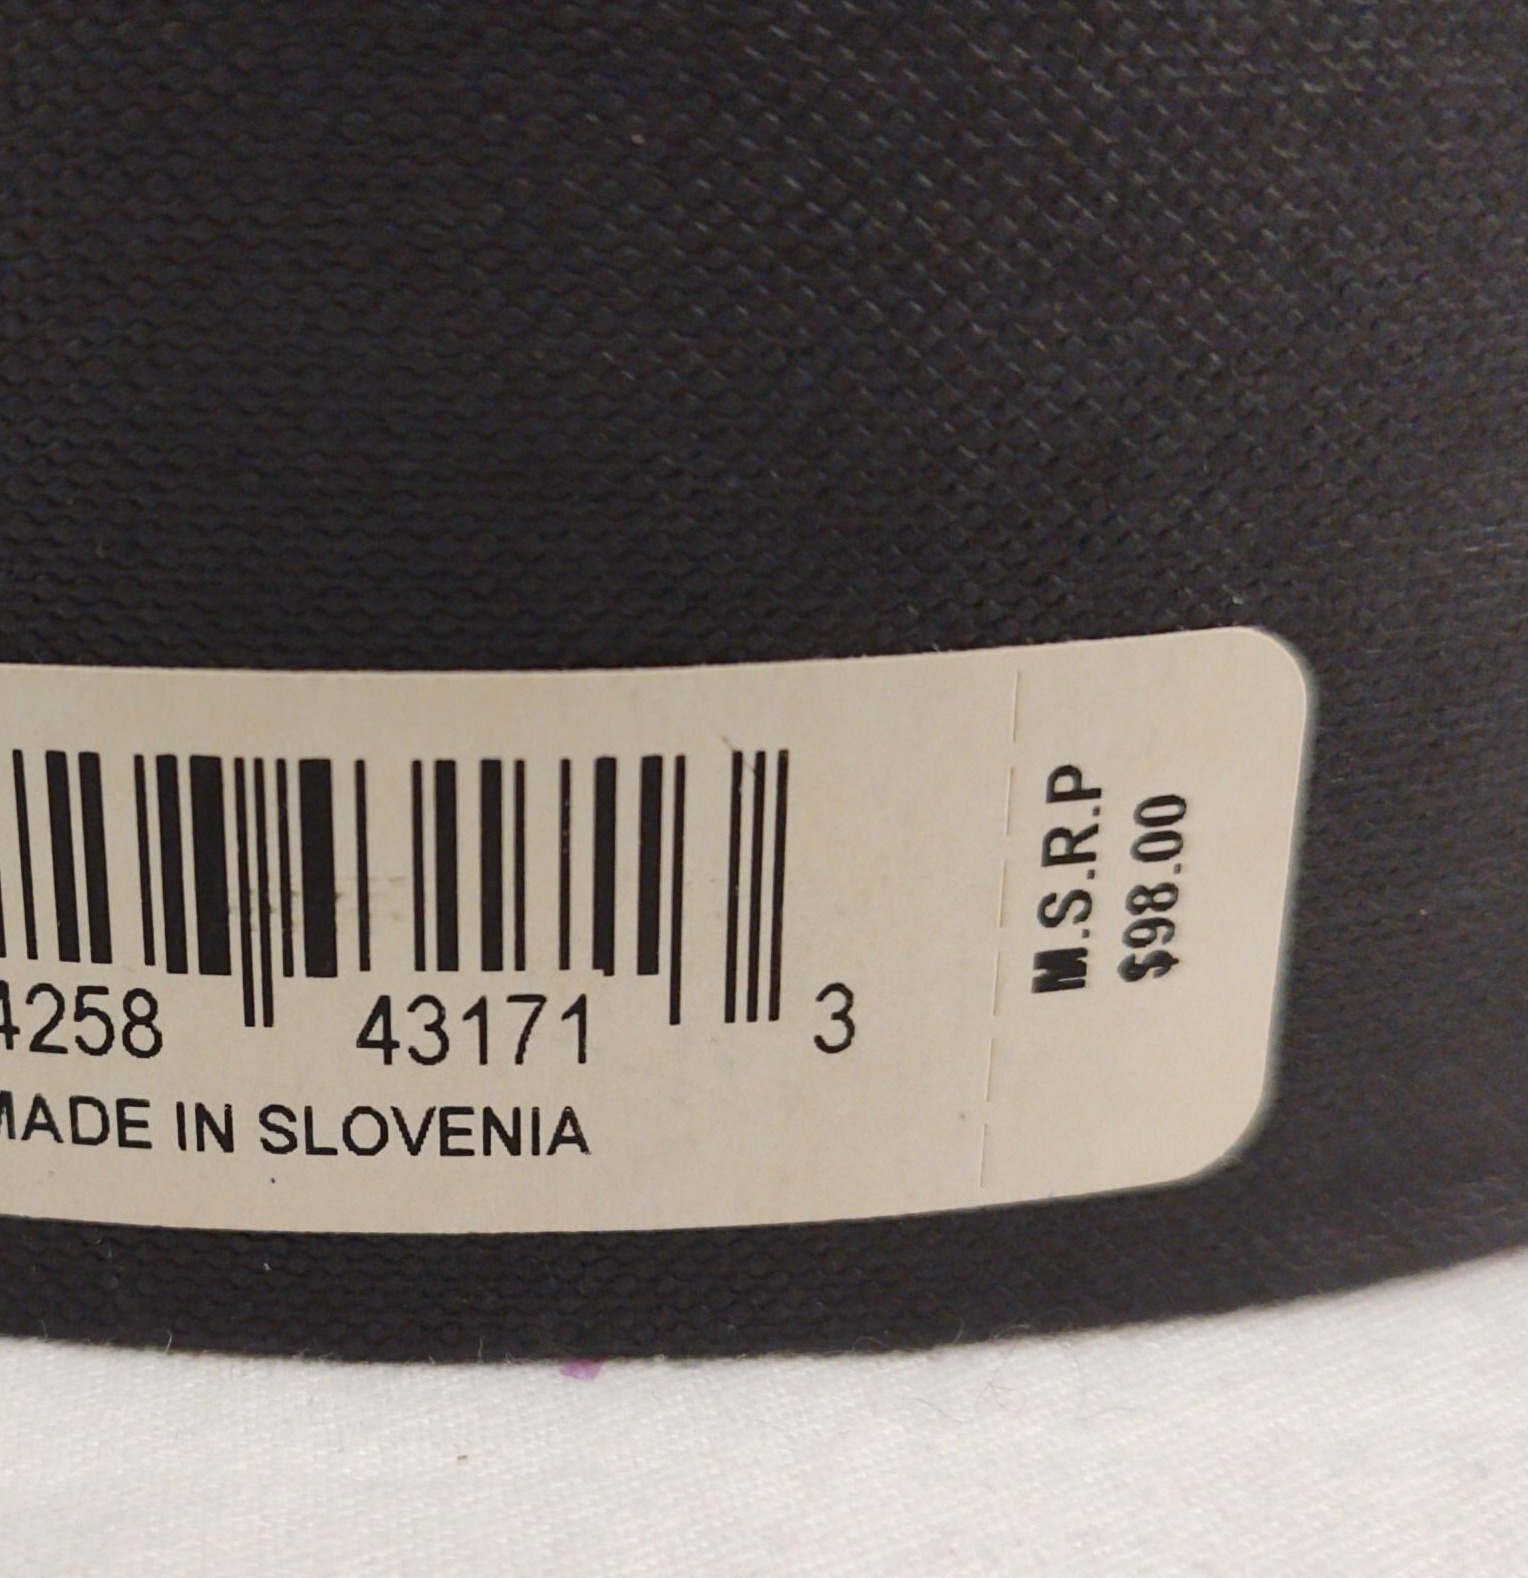 4258 43171 3
MADE IN SLOVENIA
M.S.R.P
$98.00